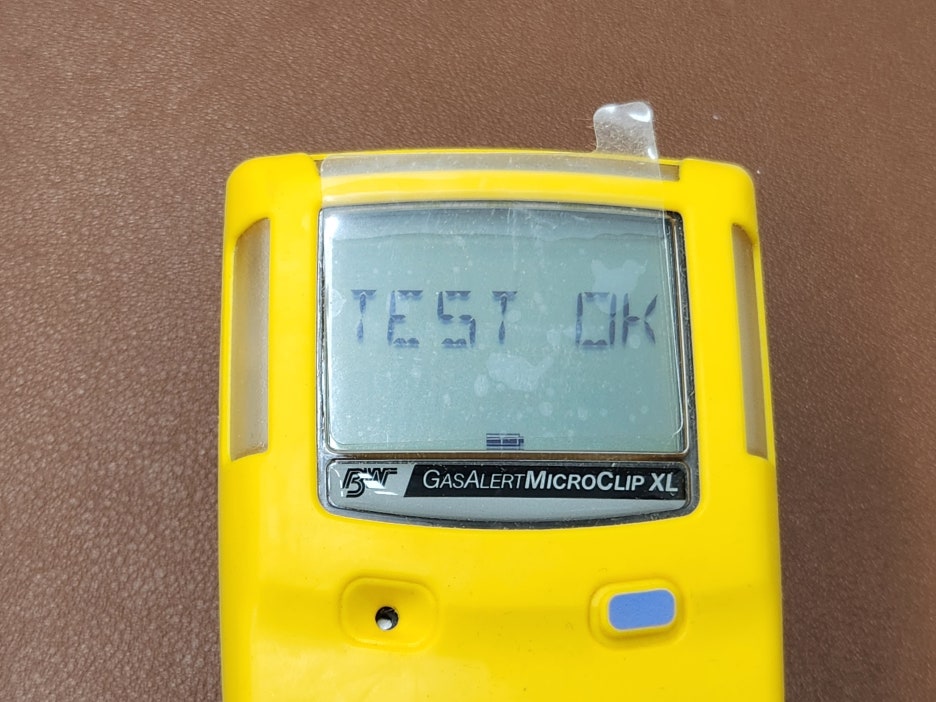 TEST OK
BW GASALERTMICROCLIP XL